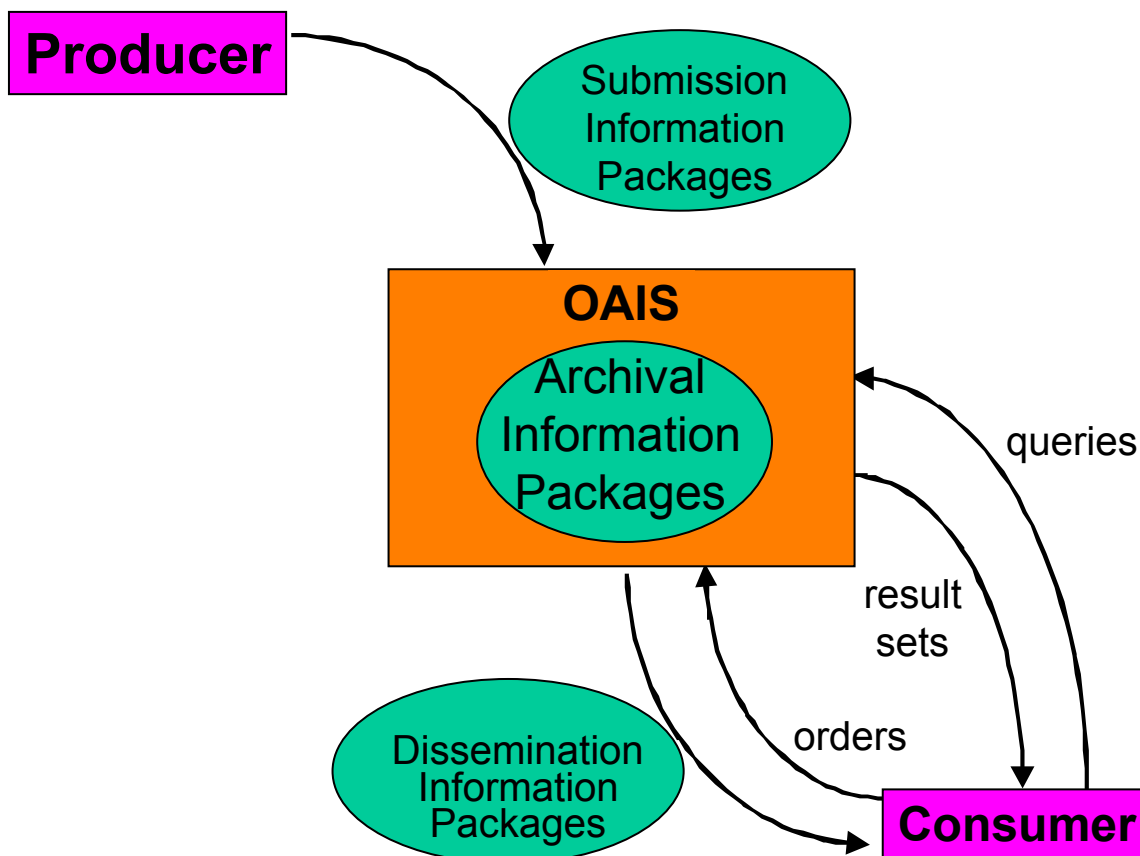 Producer
Submission
Information
Packages
OAIS
Archival
Information
Packages
queries
result
sets
orders
Dissemination
Information
Packages
Consumer